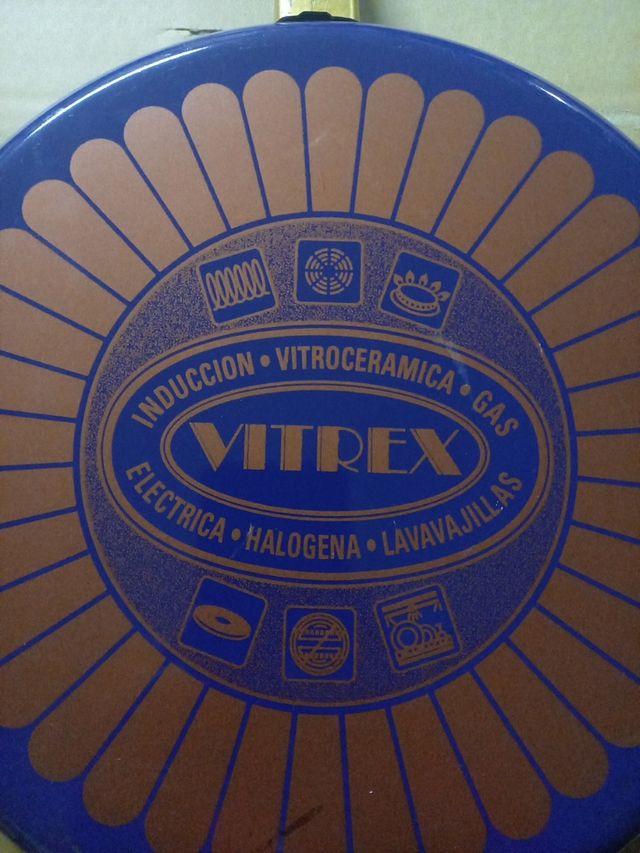 INDUCCION • VITROCERAMICA • GAS
VITREX
ELECTRICA • HALOGENA • LAVAVAJILLAS